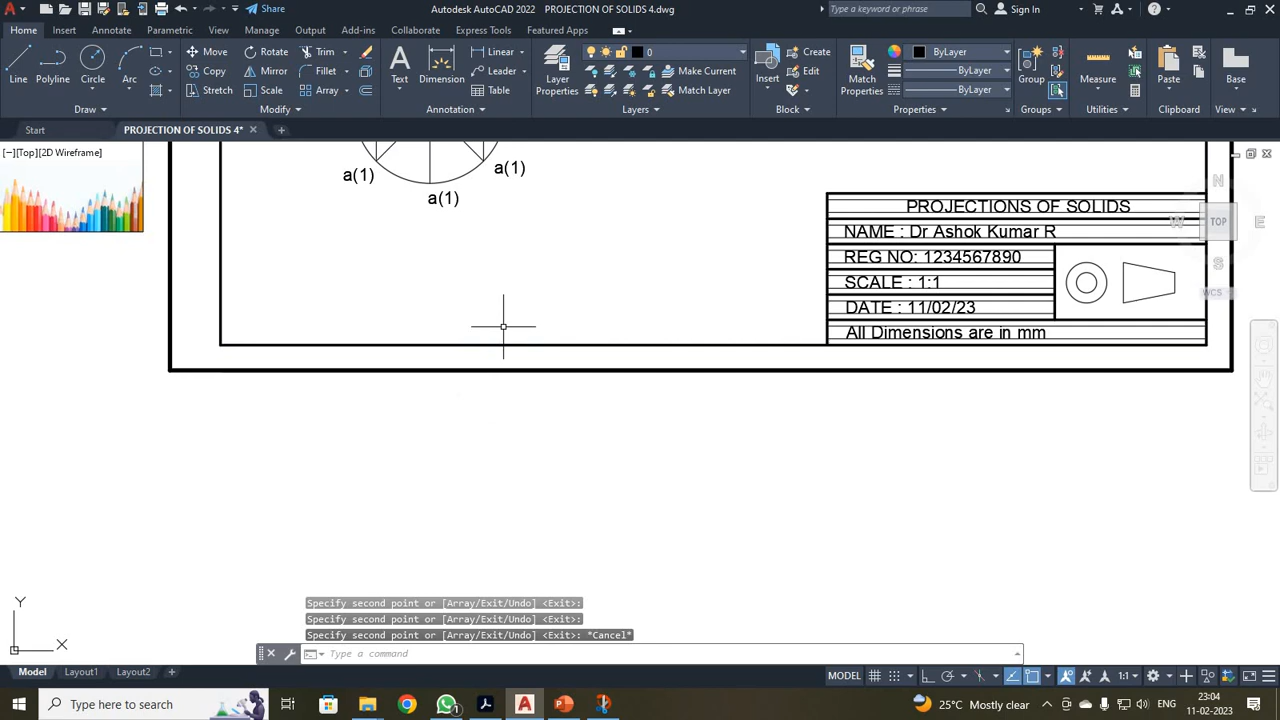 Share
Autodesk AutoCAD 2022 PROJECTION OF SOLIDS 4.dwg
Type a keyword or phrase
Sign In
Home Insert Annotate Parametric View Manage Output Add-ins Collaborate Express Tools Featured Apps
Line Polyline Circle Arc
Move Rotate Trim
Copy Mirror Fillet
Stretch Scale Array
Text Dimension
Linear
Leader
Table
Layer Properties
0
Make Current
Match Layer
Insert
Create
Edit
Match Properties
ByLayer
ByLayer
ByLayer
Group
Measure
Paste
Base
Draw Modify Annotation Layers Block Properties Groups Utilities Clipboard View
Start PROJECTION OF SOLIDS 4*
[−][Top][2D Wireframe]
a(1) a(1)
a(1)
N
W TOP E
S
WCS
PROJECTIONS OF SOLIDS
NAME : Dr Ashok Kumar R
REG NO: 1234567890
SCALE : 1:1
DATE : 11/02/23
All Dimensions are in mm
Y
X
Specify second point or [Array/Exit/Undo] <Exit>:
Specify second point or [Array/Exit/Undo] <Exit>:
Specify second point or [Array/Exit/Undo] <Exit>: *Cancel*
Type a command
Model Layout1 Layout2
MODEL 1:1
Type here to search
1
25°C Mostly clear
ENG
23:04
11-02-2023